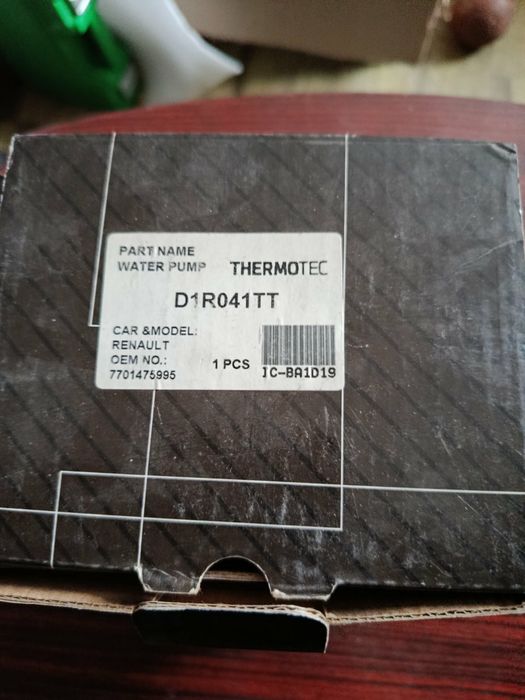 PART NAME
WATER PUMP THERMOTEC
D1R041TT
CAR &MODEL:
RENAULT
OEM NO.: 1 PCS
7701475995 IC-BA1D19